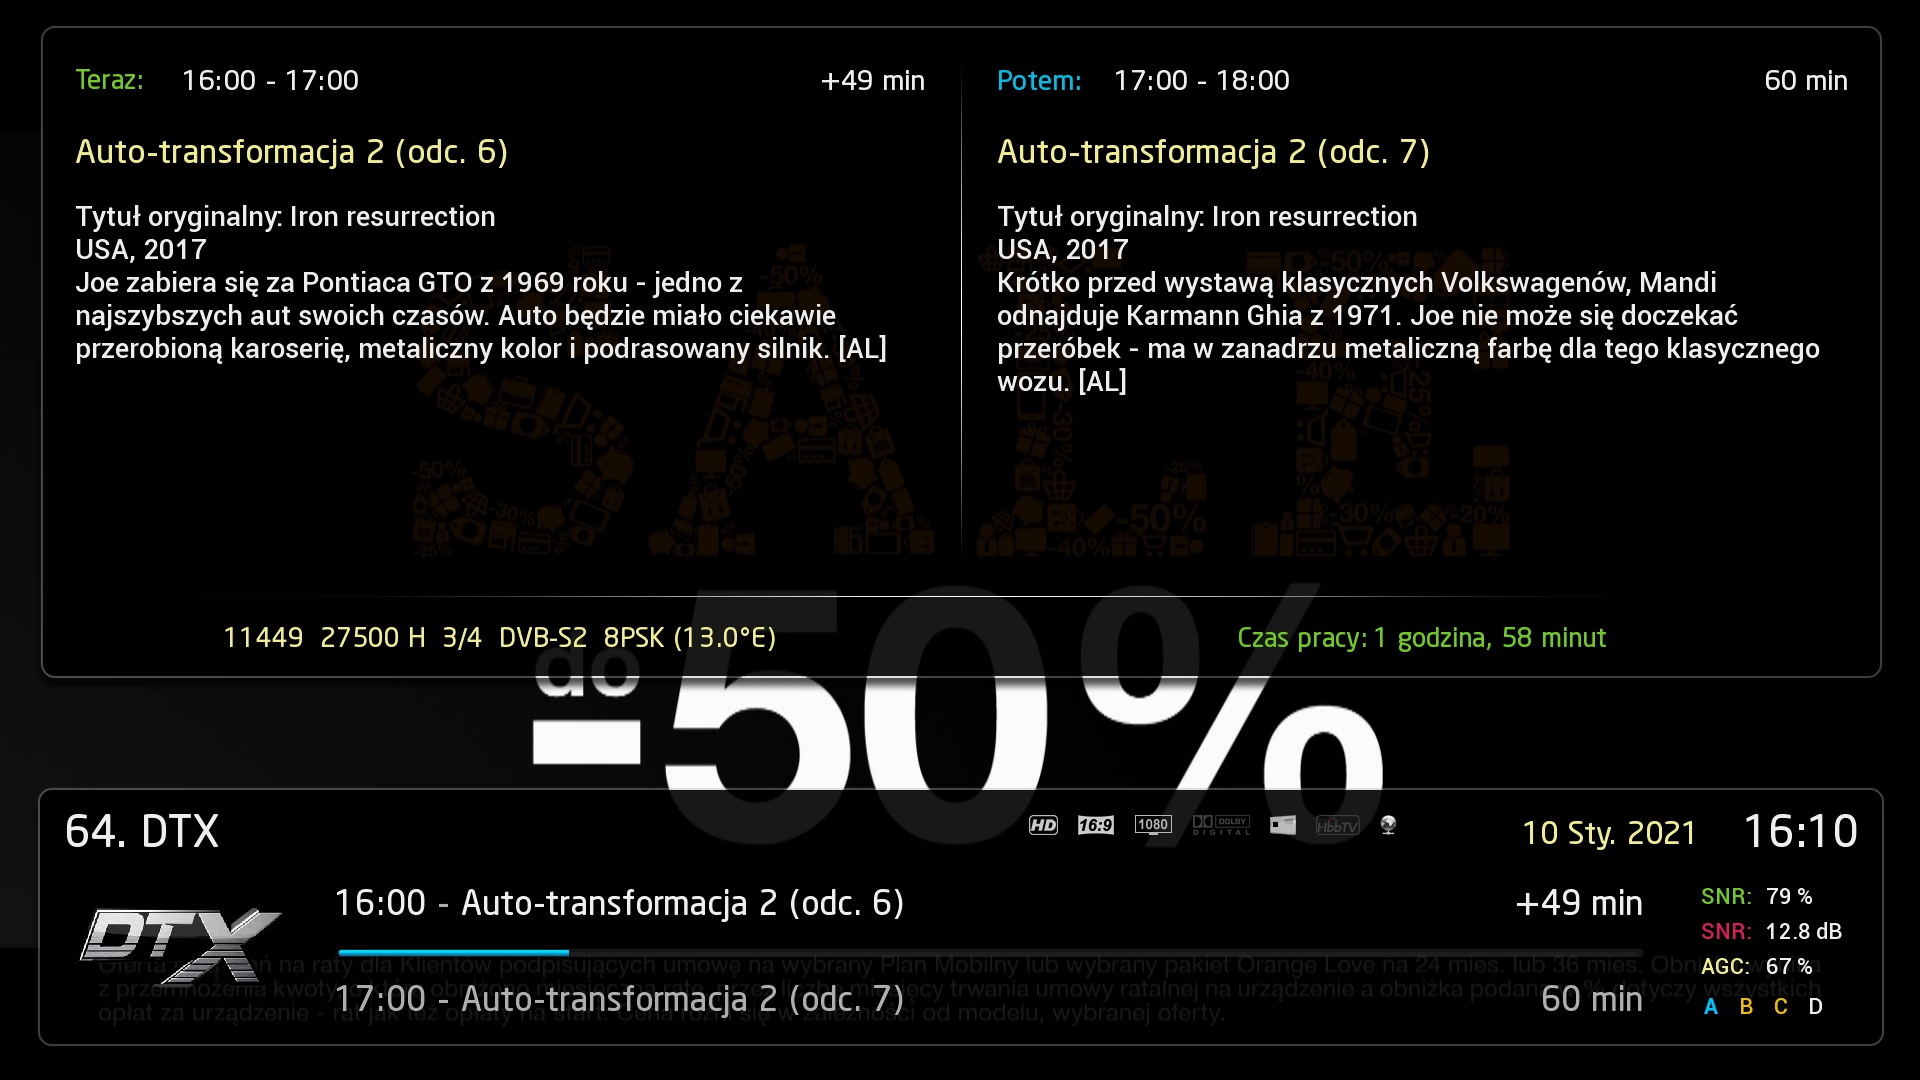 Teraz: 16:00 - 17:00 +49 min
Auto-transformacja 2 (odc. 6)
Tytuł oryginalny: Iron resurrection
USA, 2017
Joe zabiera się za Pontiaca GTO z 1969 roku - jedno z
najszybszych aut swoich czasów. Auto będzie miało ciekawie
przerobioną karoserię, metaliczny kolor i podrasowany silnik. [AL]
Potem: 17:00 - 18:00 60 min
Auto-transformacja 2 (odc. 7)
Tytuł oryginalny: Iron resurrection
USA, 2017
Krótko przed wystawą klasycznych Volkswagenów, Mandi
odnajduje Karmann Ghia z 1971. Joe nie może się doczekać
przeróbek - ma w zanadrzu metaliczną farbę dla tego klasycznego
wozu. [AL]
SALE
11449 27500 H 3/4 DVB-S2 8PSK (13.0°E)
Czas pracy: 1 godzina, 58 minut
do
-50%
64. DTX
HD 16:9 1080 DOLBY DIGITAL HbbTV
10 Sty. 2021 16:10
DTX
16:00 - Auto-transformacja 2 (odc. 6) +49 min
17:00 - Auto-transformacja 2 (odc. 7) 60 min
SNR: 79 %
SNR: 12.8 dB
AGC: 67 %
A B C D
Oferta na raty dla Klientów podpisujących umowę na wybrany Plan Mobilny lub wybrany pakiet Orange Love na 24 mies. lub 36 mies.
z przemnożenia kwoty trwania umowy ratalnej na urządzenie a obniżka dotyczy wszystkich
opłat za urządzenie - rat jak też opłaty na start. Cena różni się w zależności od modelu, wybranej oferty.